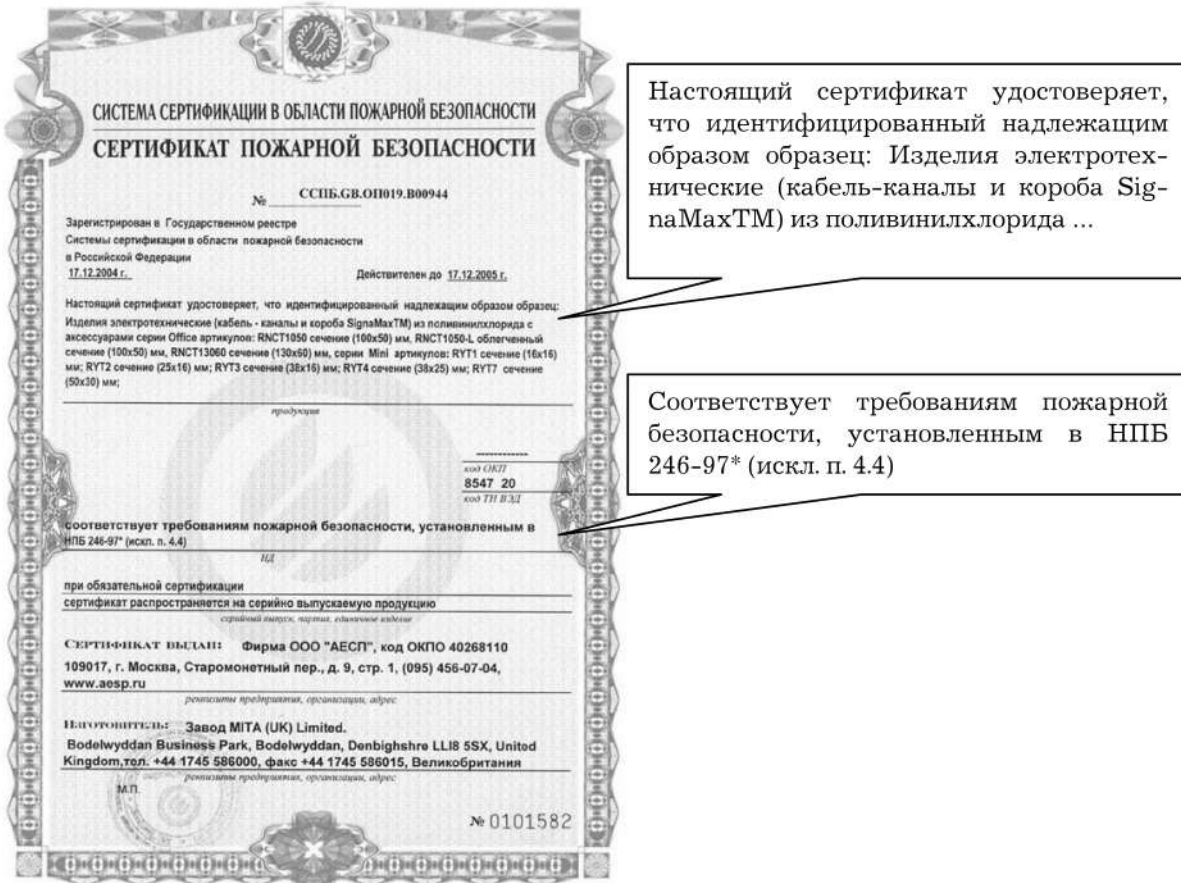 СИСТЕМА СЕРТИФИКАЦИИ В ОБЛАСТИ ПОЖАРНОЙ БЕЗОПАСНОСТИ
СЕРТИФИКАТ ПОЖАРНОЙ БЕЗОПАСНОСТИ
№ ССПБ.GB.ОП019.В00944
Зарегистрирован в Государственном реестре
Системы сертификации в области пожарной безопасности
в Российской Федерации
17.12.2004 г. Действителен до 17.12.2005 г.
Настоящий сертификат удостоверяет, что идентифицированный надлежащим образом образец:
Изделия электротехнические (кабель - каналы и короба SignaMaxTM) из поливинилхлорида с
аксессуарами серии Office артикулов: RNCT1050 сечение (100x50) мм, RNCT1050-L облегченный
сечение (100x50) мм, RNCT13060 сечение (130x60) мм, серии Mini артикулов: RYT1 сечение (16x16)
мм; RYT2 сечение (25x16) мм; RYT3 сечение (38x16) мм; RYT4 сечение (38x25) мм; RYT7 сечение
(50x30) мм;
продукция
------------
код ОКП
8547 20
код ТН ВЭД
соответствует требованиям пожарной безопасности, установленным в
НПБ 246-97* (искл. п. 4.4)
НД
при обязательной сертификации
сертификат распространяется на серийно выпускаемую продукцию
серийный выпуск, партия, единичное изделие
СЕРТИФИКАТ ВЫДАН: Фирма ООО "АЕСП", код ОКПО 40268110
109017, г. Москва, Старомонетный пер., д. 9, стр. 1, (095) 456-07-04,
www.aesp.ru
реквизиты предприятия, организации, адрес
ИЗГОТОВИТЕЛЬ: Завод MITA (UK) Limited.
Bodelwyddan Business Park, Bodelwyddan, Denbighshre LLI8 5SX, United
Kingdom,тел. +44 1745 586000, факс +44 1745 586015, Великобритания
реквизиты предприятия, организации, адрес
М.П.
№ 0101582
Настоящий сертификат удостоверяет,
что идентифицированный надлежащим
образом образец: Изделия электротех-
нические (кабель-каналы и короба Sig-
naMaxTM) из поливинилхлорида ...
Соответствует требованиям пожарной
безопасности, установленным в НПБ
246-97* (искл. п. 4.4)